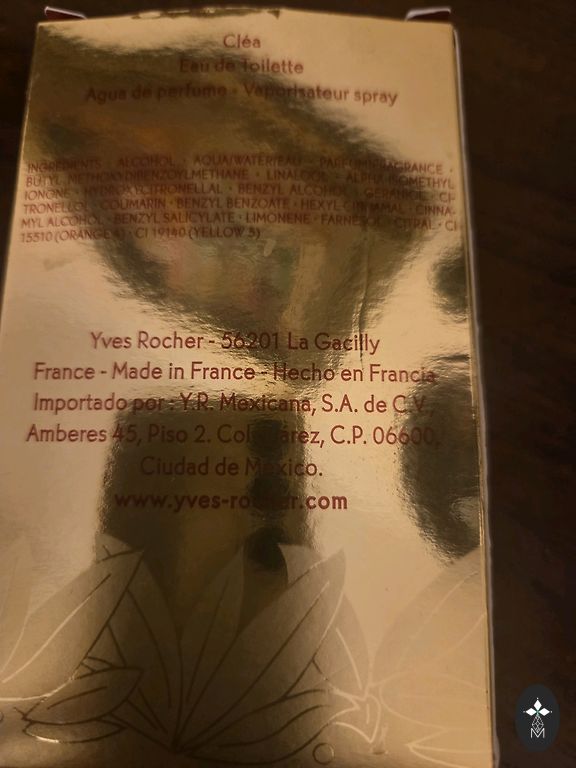 Cléa
Eau de Toilette
Agua de perfume • Vaporisateur spray
INGREDIENTS • ALCOHOL • AQUA/WATER/EAU • PARFUM/FRAGRANCE •
BUTYL METHOXYDIBENZOYLMETHANE • LINALOOL • ALPHA-ISOMETHYL
IONONE • HYDROXYCITRONELLAL • BENZYL ALCOHOL • GERANIOL • CI-
TRONELLOL • COUMARIN • BENZYL BENZOATE • HEXYL CINNAMAL • CINNA-
MYL ALCOHOL • BENZYL SALICYLATE • LIMONENE • FARNESOL • CITRAL • CI
15510 (ORANGE 4) • CI 19140 (YELLOW 5)
Yves Rocher - 56201 La Gacilly
France - Made in France - Hecho en Francia
Importado por : Y.R. Mexicana, S.A. de C.V.,
Amberes 45, Piso 2. Col. Juárez, C.P. 06600,
Ciudad de México.
www.yves-rocher.com